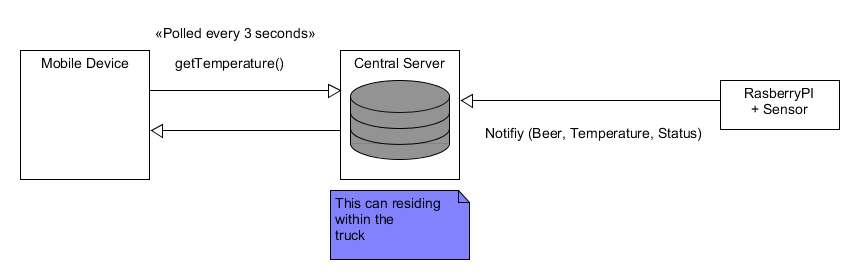 «Polled every 3 seconds»
Mobile Device
getTemperature()
Central Server
RasberryPI
+ Sensor
Notifiy (Beer, Temperature, Status)
This can residing
within the
truck